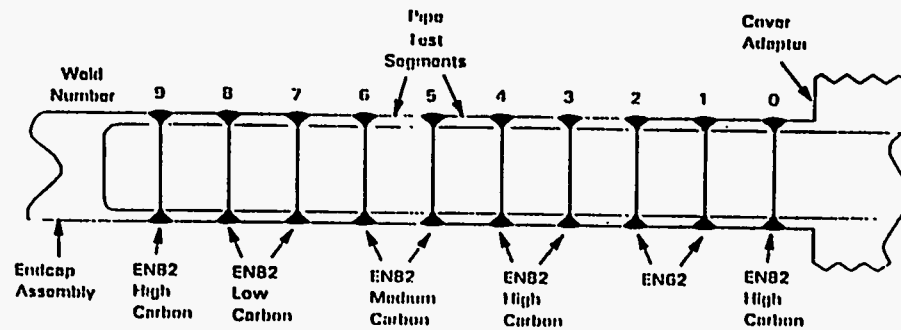 Pipe
Test
Segments
Cover
Adapter
Weld
Number
9 8 7 6 5 4 3 2 1 0
Endcap
Assembly
EN82
High
Carbon
EN82
Low
Carbon
EN82
Medium
Carbon
EN82
High
Carbon
EN62
EN82
High
Carbon